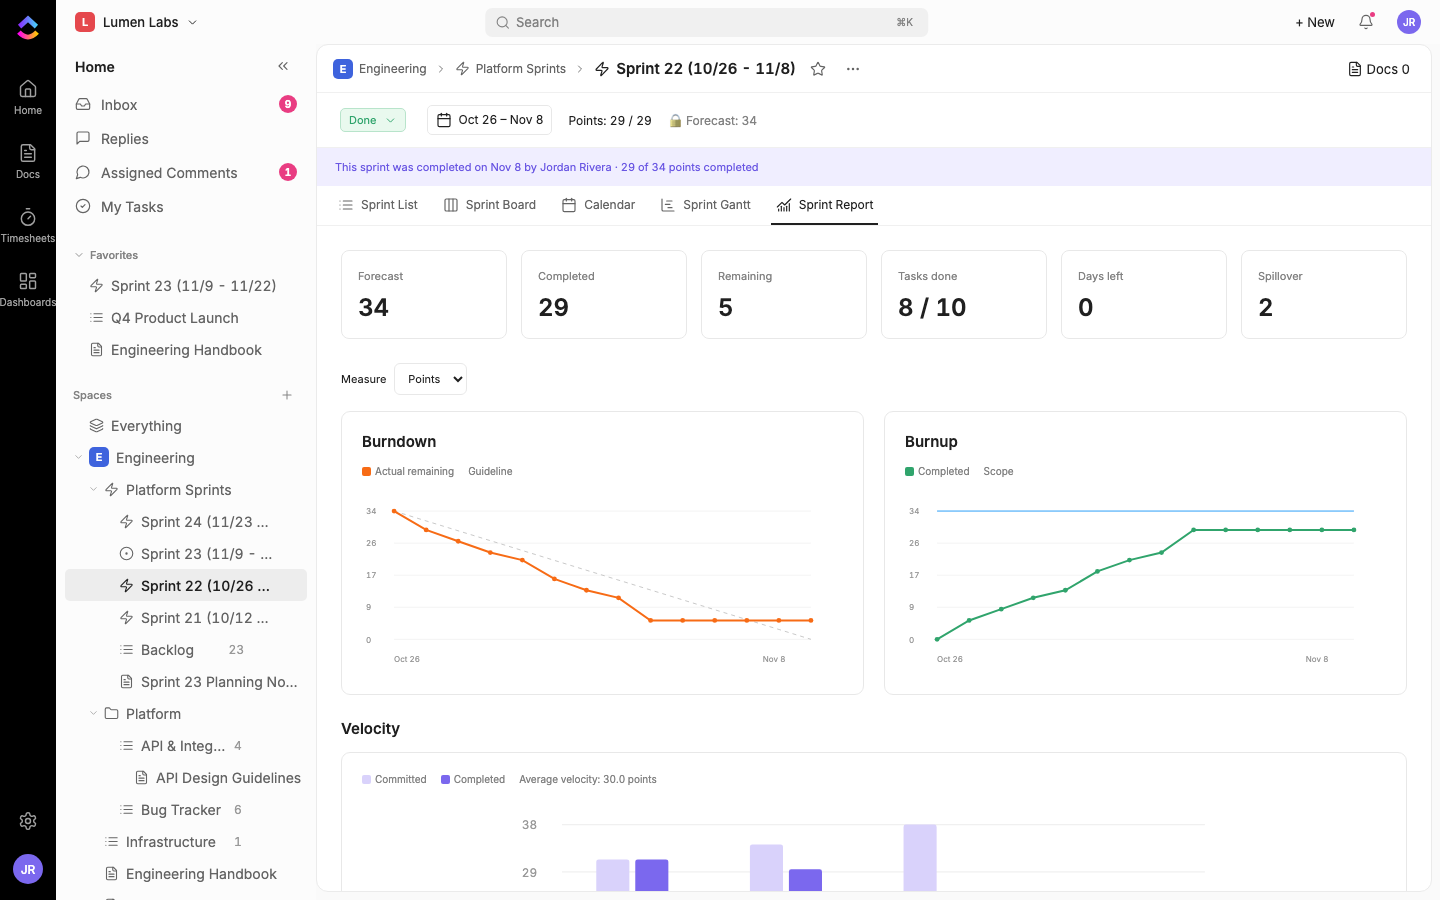 L Lumen Labs
Search
⌘K
+ New
JR
Home
Docs
Timesheets
Dashboards
JR
Home
Inbox 9
Replies
Assigned Comments 1
My Tasks
Favorites
Sprint 23 (11/9 - 11/22)
Q4 Product Launch
Engineering Handbook
Spaces
Everything
E Engineering
Platform Sprints
Sprint 24 (11/23 ...
Sprint 23 (11/9 - ...
Sprint 22 (10/26 ...
Sprint 21 (10/12 ...
Backlog 23
Sprint 23 Planning No...
Platform
API & Integ... 4
API Design Guidelines
Bug Tracker 6
Infrastructure 1
Engineering Handbook
E Engineering
Platform Sprints
Sprint 22 (10/26 - 11/8)
Docs 0
Done
Oct 26 – Nov 8
Points: 29 / 29
Forecast: 34
This sprint was completed on Nov 8 by Jordan Rivera · 29 of 34 points completed
Sprint List
Sprint Board
Calendar
Sprint Gantt
Sprint Report
Forecast
34
Completed
29
Remaining
5
Tasks done
8 / 10
Days left
0
Spillover
2
Measure
Points
Burndown
Actual remaining Guideline
34
26
17
9
0
Oct 26 Nov 8
Burnup
Completed Scope
34
26
17
9
0
Oct 26 Nov 8
Velocity
Committed Completed Average velocity: 30.0 points
38
29